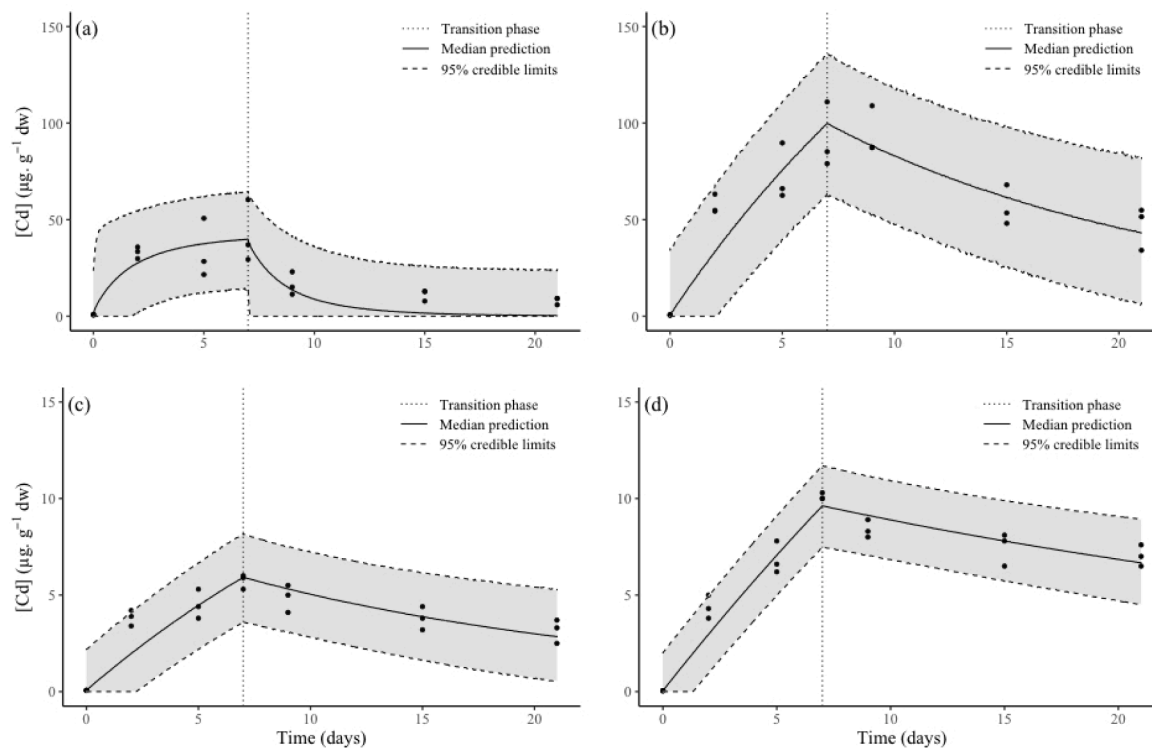 (a)
Transition phase
Median prediction
95% credible limits
150
100
50
0
[Cd] (µg. g⁻¹ dw)
0 5 10 15 20
(b)
Transition phase
Median prediction
95% credible limits
150
100
50
0
0 5 10 15 20
(c)
Transition phase
Median prediction
95% credible limits
15
10
5
0
[Cd] (µg. g⁻¹ dw)
0 5 10 15 20
Time (days)
(d)
Transition phase
Median prediction
95% credible limits
15
10
5
0
0 5 10 15 20
Time (days)